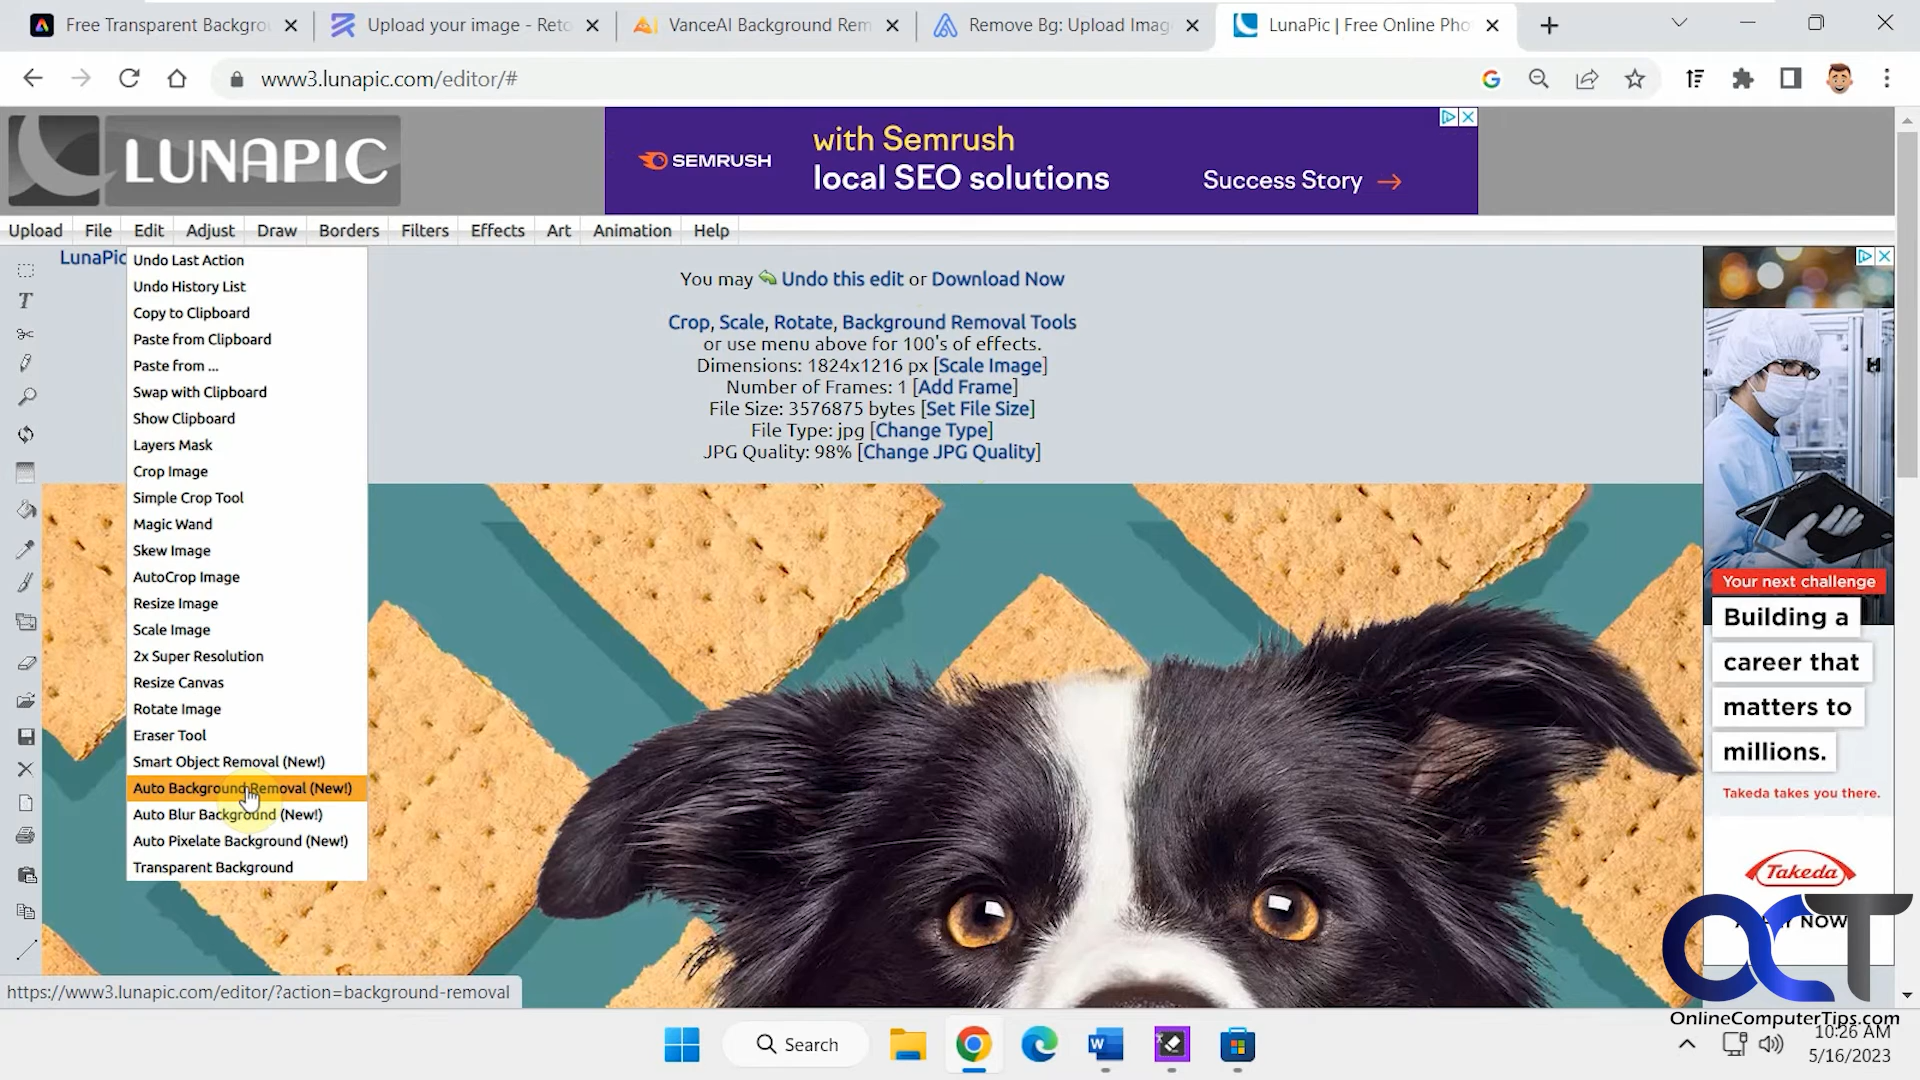 Free Transparent Backgro
Upload your image - Reto
VanceAI Background Rem
Remove Bg: Upload Imag
LunaPic | Free Online Pho
www3.lunapic.com/editor/#
LUNAPIC
SEMRUSH
with Semrush
local SEO solutions
Success Story →
Upload File Edit Adjust Draw Borders Filters Effects Art Animation Help
LunaPic
Undo Last Action
Undo History List
Copy to Clipboard
Paste from Clipboard
Paste from ...
Swap with Clipboard
Show Clipboard
Layers Mask
Crop Image
Simple Crop Tool
Magic Wand
Skew Image
AutoCrop Image
Resize Image
Scale Image
2x Super Resolution
Resize Canvas
Rotate Image
Eraser Tool
Smart Object Removal (New!)
Auto Background Removal (New!)
Auto Blur Background (New!)
Auto Pixelate Background (New!)
Transparent Background
You may Undo this edit or Download Now
Crop, Scale, Rotate, Background Removal Tools
or use menu above for 100's of effects.
Dimensions: 1824x1216 px [Scale Image]
Number of Frames: 1 [Add Frame]
File Size: 3576875 bytes [Set File Size]
File Type: jpg [Change Type]
JPG Quality: 98% [Change JPG Quality]
Your next challenge
Building a
career that
matters to
millions.
Takeda takes you there.
Takeda
NOW
OCT
OnlineComputerTips.com
https://www3.lunapic.com/editor/?action=background-removal
Search
10:26 AM
5/16/2023